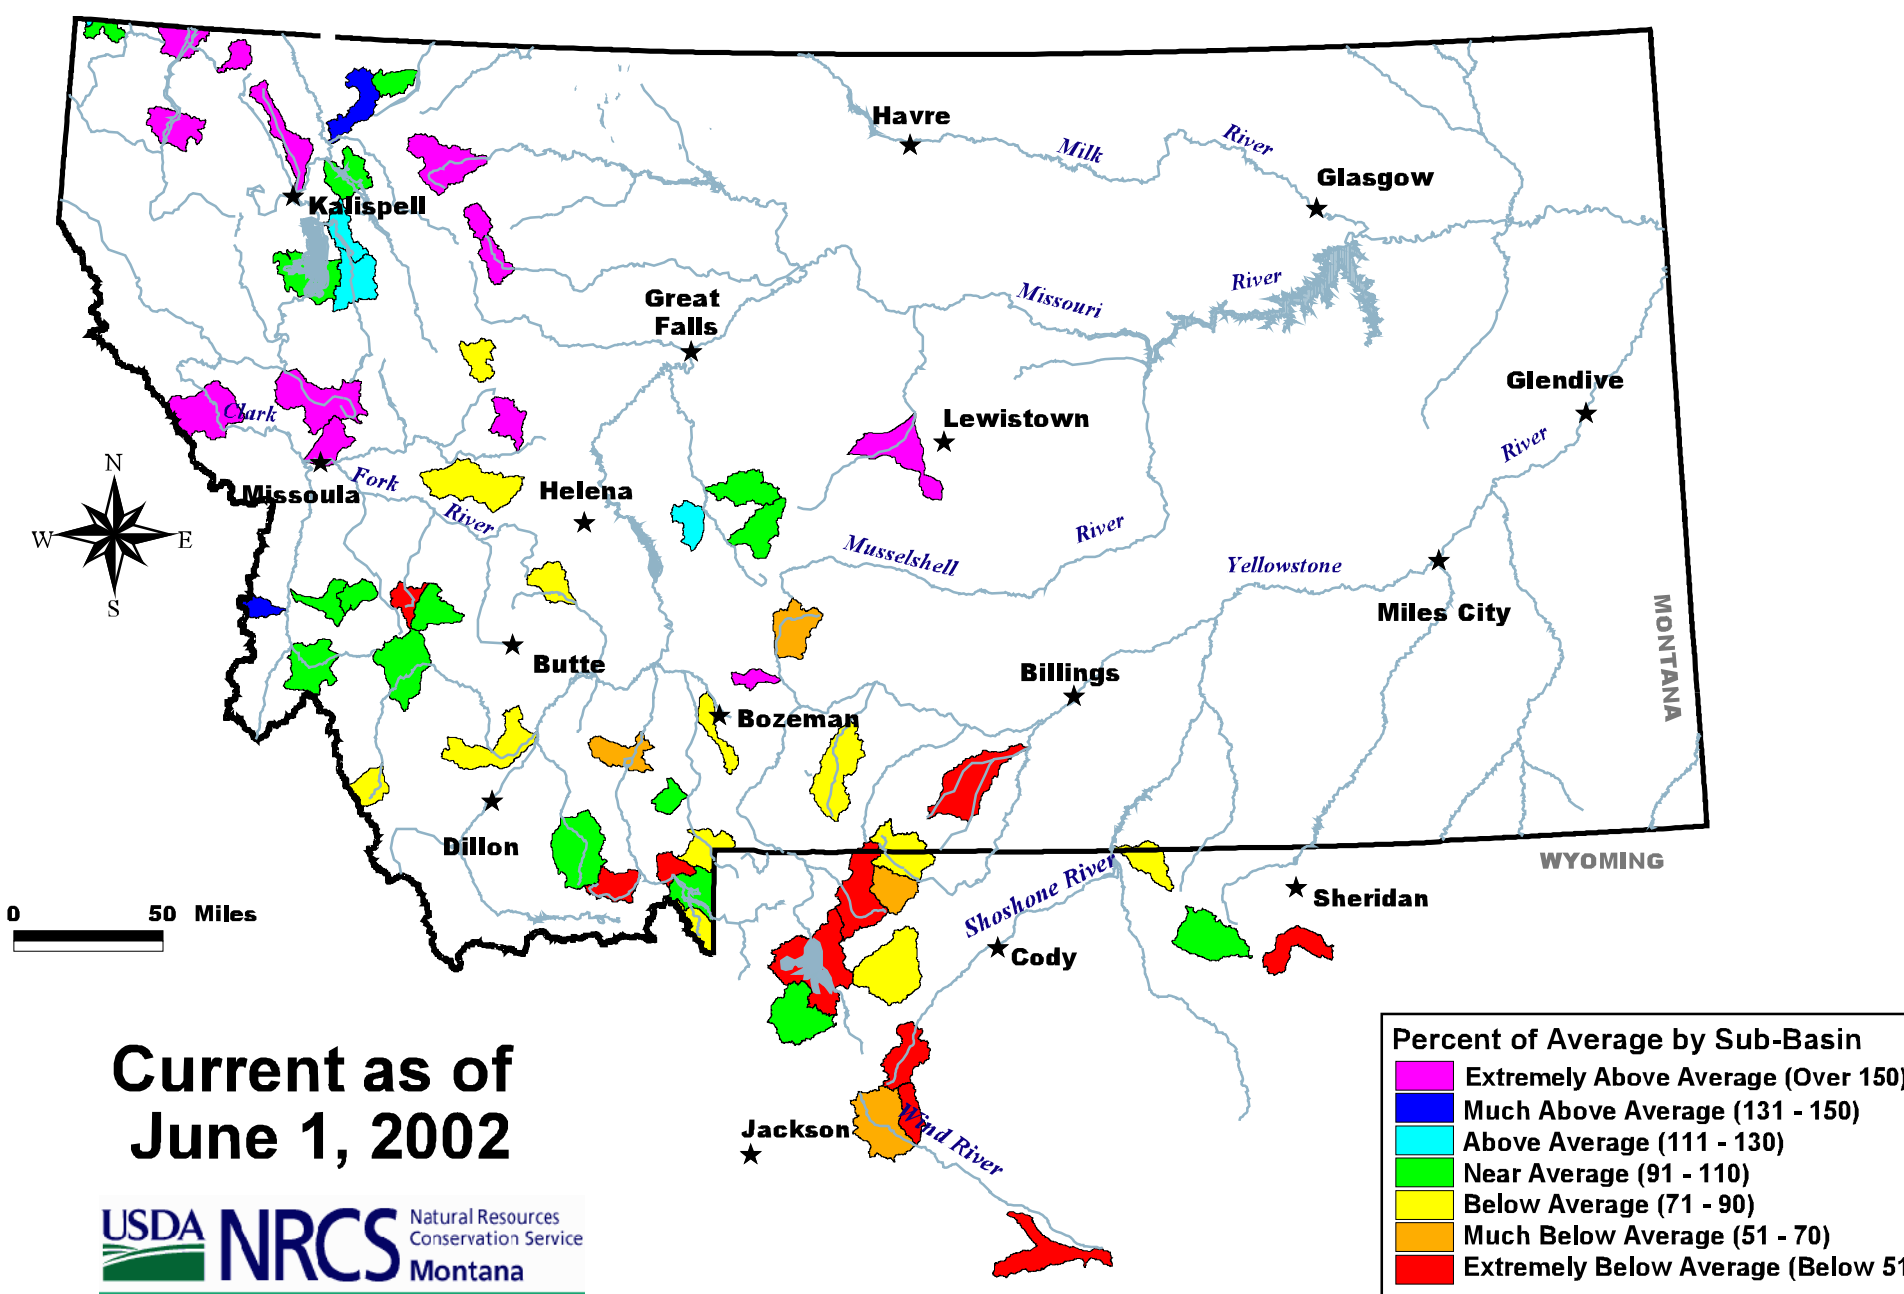 Havre
Milk
River
Glasgow
Kalispell
River
Missouri
Great
Falls
Glendive
Clark
Lewistown
River
N
Missoula
Fork
Helena
River
River
W
E
Musselshell
Yellowstone
S
Miles City
MONTANA
Butte
Billings
Bozeman
Dillon
WYOMING
Shoshone River
Sheridan
0 50 Miles
Cody
Current as of
June 1, 2002
Jackson
Wind River
Percent of Average by Sub-Basin
Extremely Above Average (Over 150)
Much Above Average (131 - 150)
Above Average (111 - 130)
Near Average (91 - 110)
Below Average (71 - 90)
Much Below Average (51 - 70)
Extremely Below Average (Below 51
USDA
NRCS
Natural Resources
Conservation Service
Montana